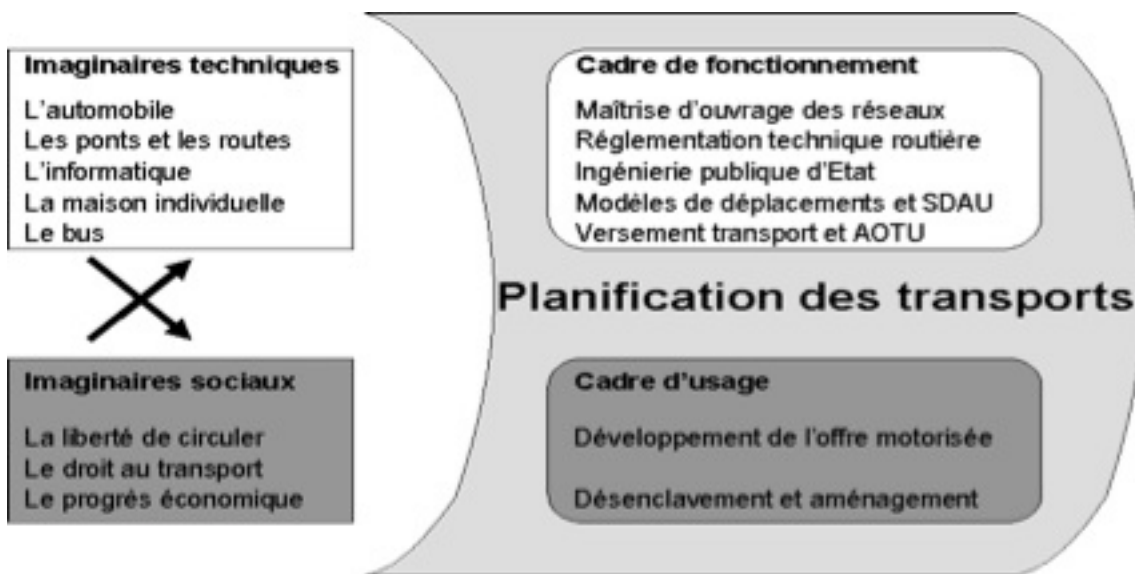 Imaginaires techniques
L'automobile
Les ponts et les routes
L'informatique
La maison individuelle
Le bus
Imaginaires sociaux
La liberté de circuler
Le droit au transport
Le progrés économique
Cadre de fonctionnement
Maîtrise d'ouvrage des réseaux
Réglementation technique routière
Ingénierie publique d'Etat
Modèles de déplacements et SDAU
Versement transport et AOTU
Planification des transports
Cadre d'usage
Développement de l'offre motorisée
Désenclavement et aménagement